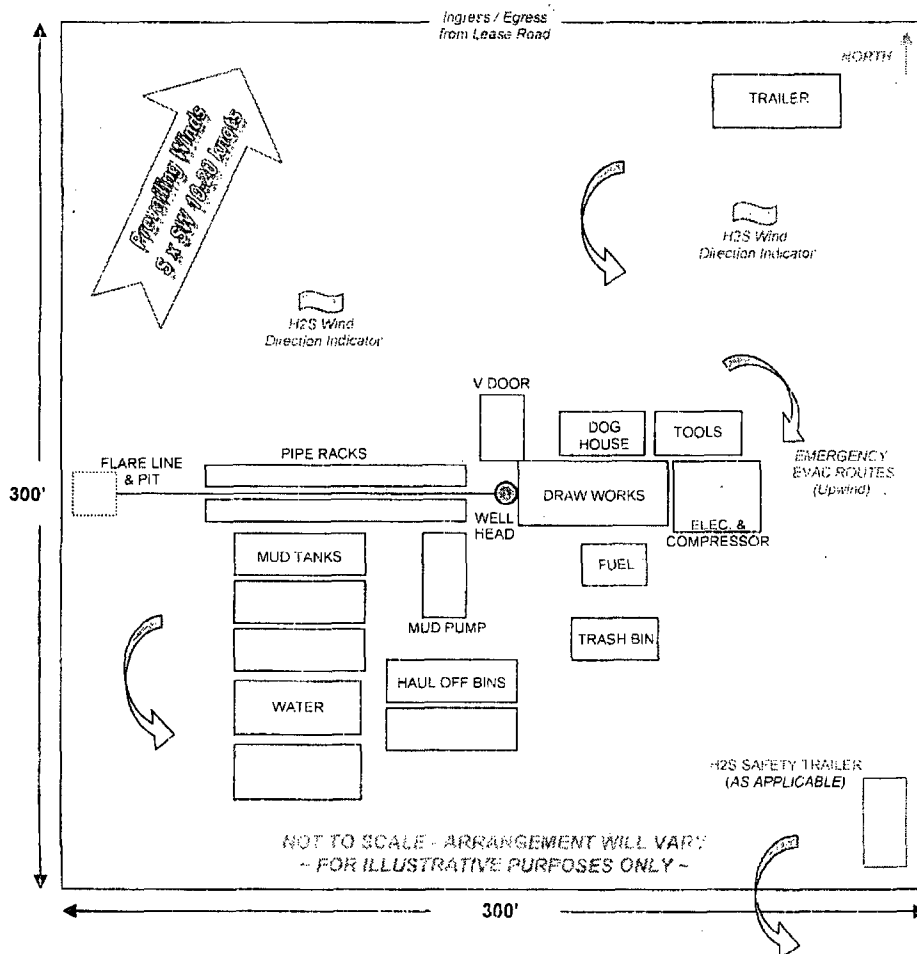 Ingress / Egress
from Lease Road
NORTH
TRAILER
Prevailing Winds
S x SW 10-20 knots
H2S Wind
Direction Indicator
H2S Wind
Direction Indicator
V DOOR
DOG
HOUSE
TOOLS
EMERGENCY
EVAC ROUTES
(Upwind)
FLARE LINE
& PIT
PIPE RACKS
300'
WELL
HEAD
DRAW WORKS
ELEC. &
COMPRESSOR
MUD TANKS
MUD PUMP
FUEL
TRASH BIN
WATER
HAUL OFF BINS
H2S SAFETY TRAILER
(AS APPLICABLE)
NOT TO SCALE - ARRANGEMENT WILL VARY
~ FOR ILLUSTRATIVE PURPOSES ONLY ~
300'